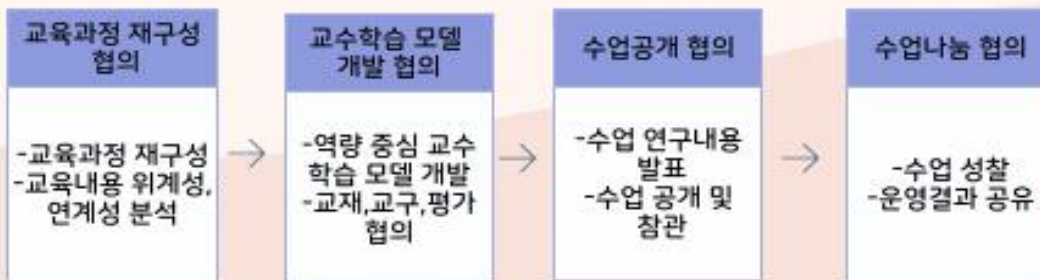 교육과정 재구성
협의
-교육과정 재구성
-교육내용 위계성,
연계성 분석
교수학습 모델
개발 협의
-역량 중심 교수
학습 모델 개발
-교재,교구,평가
협의
수업공개 협의
-수업 연구내용
발표
-수업 공개 및
참관
수업나눔 협의
-수업 성찰
-운영결과 공유